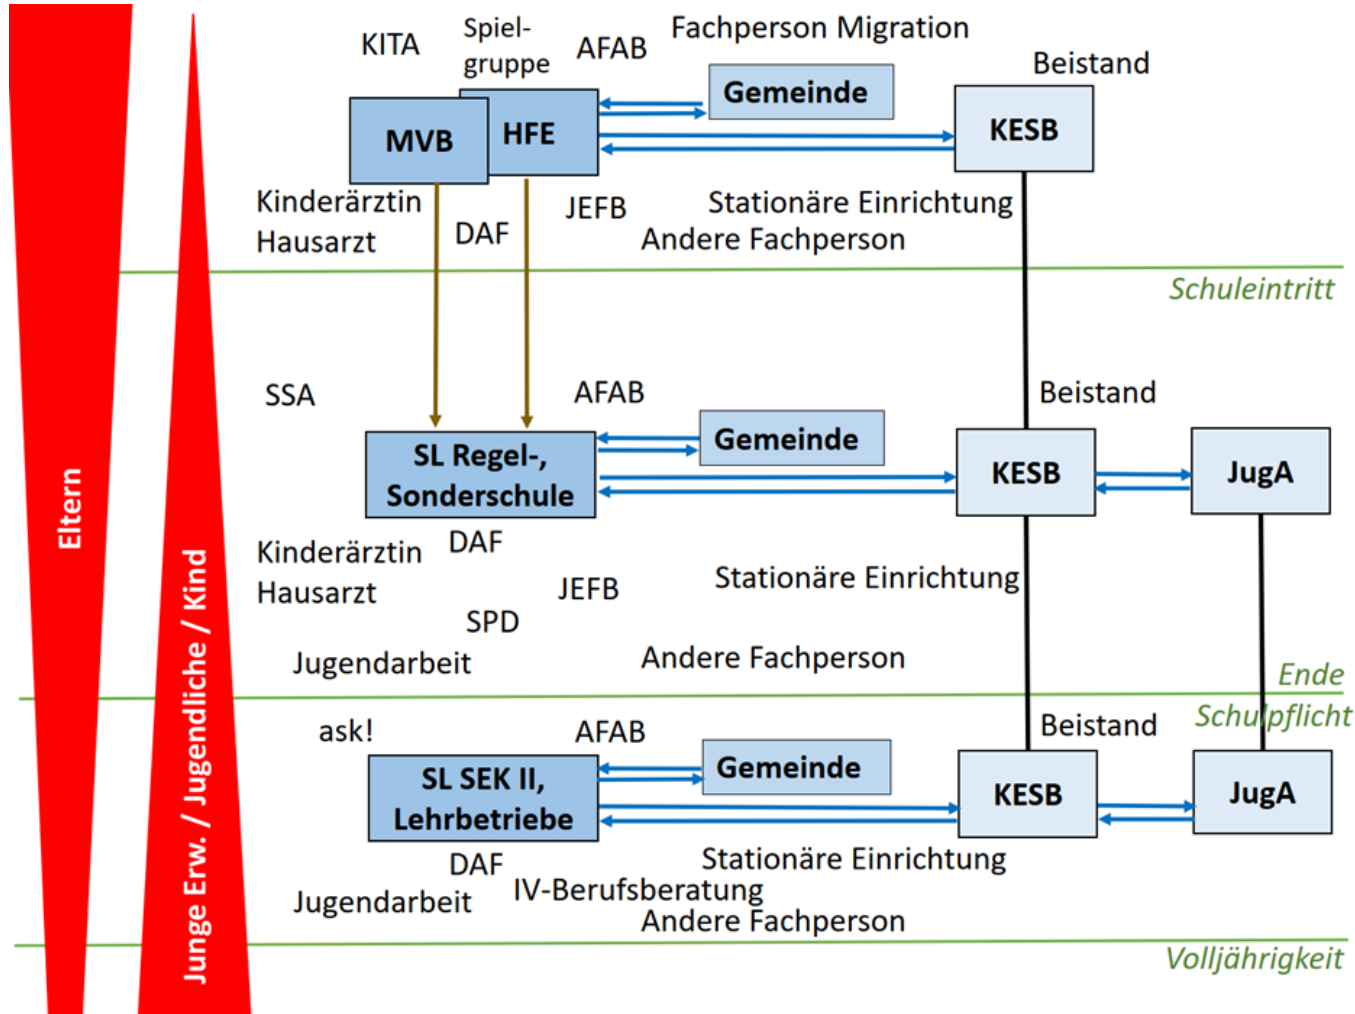 Fachperson Migration
Spiel-
gruppe
KITA
AFAB
Beistand
Gemeinde
MVB
HFE
KESB
Kinderärztin
Hausarzt
DAF
JEFB
Stationäre Einrichtung
Andere Fachperson
Schuleintritt
SSA
AFAB
Beistand
Gemeinde
SL Regel-,
Sonderschule
KESB
JugA
Eltern
DAF
Kinderärztin
Hausarzt
JEFB
Stationäre Einrichtung
SPD
Jugendarbeit
Andere Fachperson
Ende
Schulpflicht
Junge Erw. / Jugendliche / Kind
ask!
AFAB
Beistand
Gemeinde
SL SEK II,
Lehrbetriebe
KESB
JugA
DAF
Stationäre Einrichtung
IV-Berufsberatung
Jugendarbeit
Andere Fachperson
Volljährigkeit